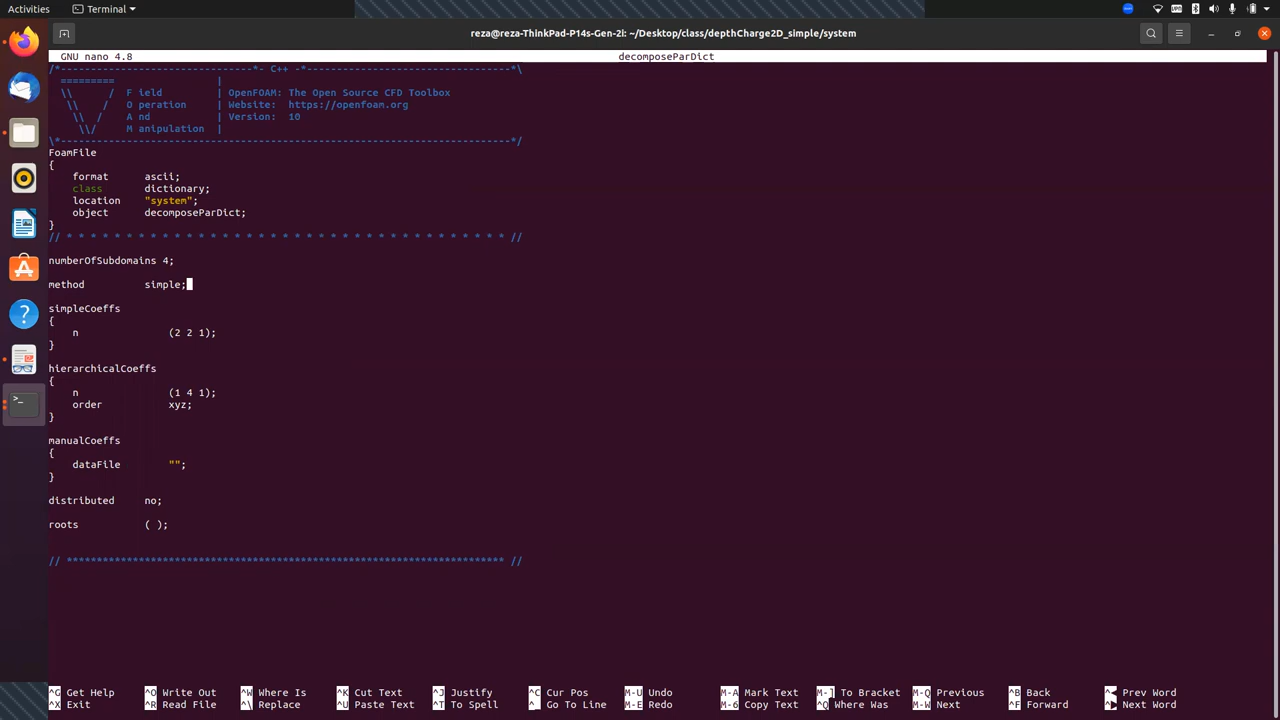 Activities
Terminal
reza@reza-ThinkPad-P14s-Gen-2i: ~/Desktop/class/depthCharge2D_simple/system
GNU nano 4.8 decomposeParDict
/*--------------------------------*- C++ -*----------------------------------*\
========= |
\\ / F ield | OpenFOAM: The Open Source CFD Toolbox
\\ / O peration | Website: https://openfoam.org
\\ / A nd | Version: 10
\\/ M anipulation |
\*---------------------------------------------------------------------------*/
FoamFile
{
format ascii;
class dictionary;
location "system";
object decomposeParDict;
}
// * * * * * * * * * * * * * * * * * * * * * * * * * * * * * * * * * * * * * //
numberOfSubdomains 4;
method simple;
simpleCoeffs
{
n (2 2 1);
}
hierarchicalCoeffs
{
n (1 4 1);
order xyz;
}
manualCoeffs
{
dataFile "";
}
distributed no;
roots ( );
// ************************************************************************* //
^G Get Help ^O Write Out ^W Where Is ^K Cut Text ^J Justify ^C Cur Pos M-U Undo M-A Mark Text M-] To Bracket M-Q Previous ^B Back ^◀ Prev Word
^X Exit ^R Read File ^\ Replace ^U Paste Text ^T To Spell ^_ Go To Line M-E Redo M-6 Copy Text ^Q Where Was M-W Next ^F Forward ^▶ Next Word